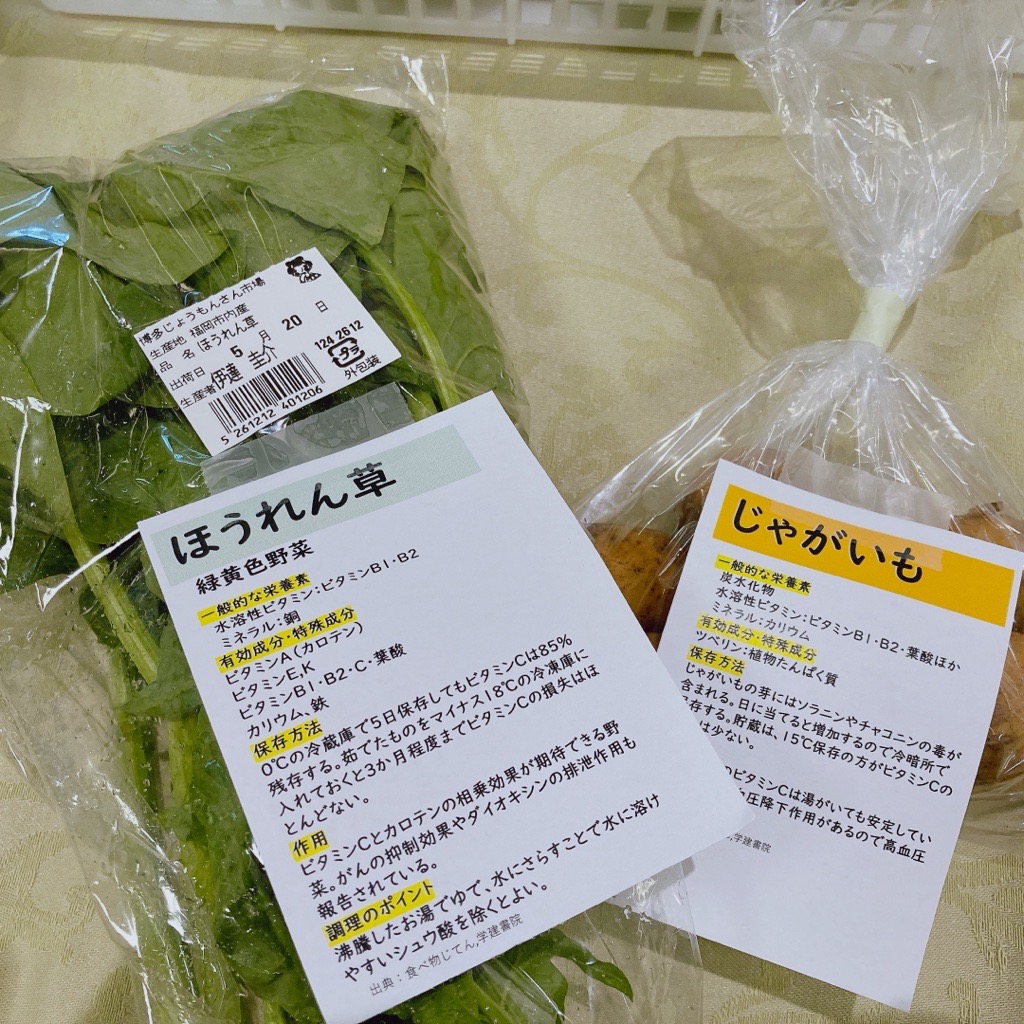 博多じょうもんさん市場
生産地 福岡市内産
品 名 ほうれん草
出荷日 5 月 20 日
生産者 伊達 圭介
124 2612
外包装
プラ
5 261212 401206
ほうれん草
緑黄色野菜
一般的な栄養素
水溶性ビタミン:ビタミンB1・B2
ミネラル:銅
有効成分・特殊成分
ビタミンA(カロテン)
ビタミンE,K
ビタミンB1・B2・C・葉酸
カリウム、鉄
保存方法
0℃の冷蔵庫で5日保存してもビタミンCは85%
残存する。茹でたものをマイナス18℃の冷凍庫に
入れておくと3か月程度までビタミンCの損失はほ
とんどない。
作用
ビタミンCとカロテンの相乗効果が期待できる野
菜。がんの抑制効果やダイオキシンの排泄作用も
報告されている。
調理のポイント
沸騰したお湯でゆで、水にさらすことで水に溶け
やすいシュウ酸を除くとよい。
出典:食べ物じてん,学建書院
じゃがいも
一般的な栄養素
炭水化物
水溶性ビタミン:ビタミンB1・B2・葉酸ほか
ミネラル:カリウム
有効成分・特殊成分
ツベリン:植物たんぱく質
保存方法
じゃがいもの芽にはソラニンやチャコニンの毒が
含まれる。日に当てると増加するので冷暗所で
存する。貯蔵は、15℃保存の方がビタミンCの
は少ない。
のビタミンCは湯がいても安定してい
圧降下作用があるので高血圧
,学建書院